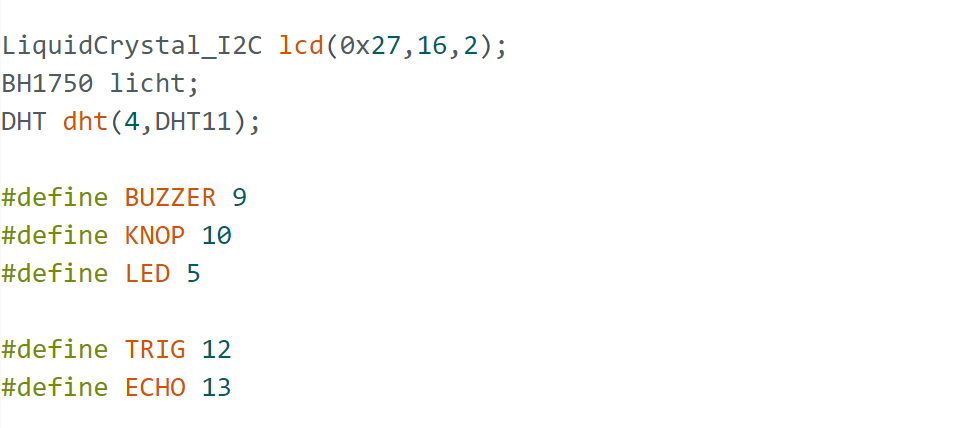 LiquidCrystal_I2C lcd(0x27,16,2);
BH1750 licht;
DHT dht(4,DHT11);
#define BUZZER 9
#define KNOP 10
#define LED 5
#define TRIG 12
#define ECHO 13